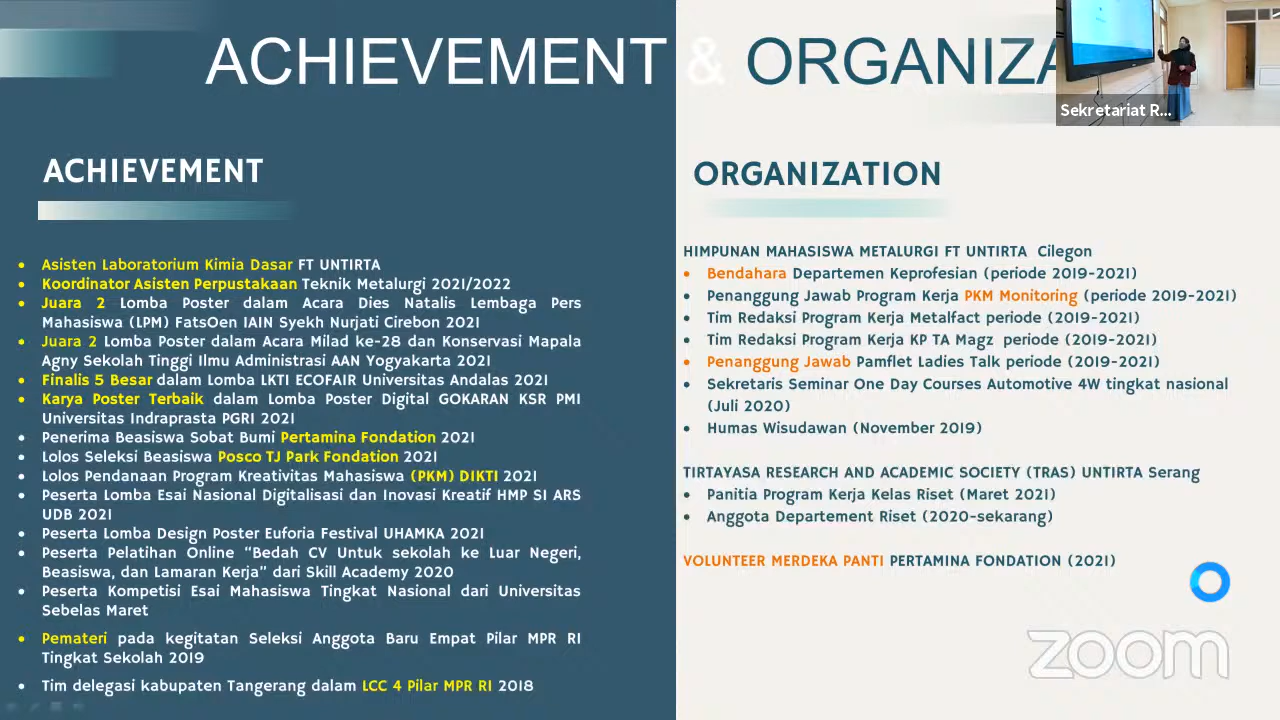 ACHIEVEMENT & ORGANIZA
Sekretariat R...
ACHIEVEMENT
Asisten Laboratorium Kimia Dasar FT UNTIRTA
Koordinator Asisten Perpustakaan Teknik Metalurgi 2021/2022
Juara 2 Lomba Poster dalam Acara Dies Natalis Lembaga Pers
Mahasiswa (LPM) FatsOen IAIN Syekh Nurjati Cirebon 2021
Juara 2 Lomba Poster dalam Acara Milad ke-28 dan Konservasi Mapala
Agny Sekolah Tinggi Ilmu Administrasi AAN Yogyakarta 2021
Finalis 5 Besar dalam Lomba LKTI ECOFAIR Universitas Andalas 2021
Karya Poster Terbaik dalam Lomba Poster Digital GOKARAN KSR PMI
Universitas Indraprasta PGRI 2021
Penerima Beasiswa Sobat Bumi Pertamina Fondation 2021
Lolos Seleksi Beasiswa Posco TJ Park Fondation 2021
Lolos Pendanaan Program Kreativitas Mahasiswa (PKM) DIKTI 2021
Peserta Lomba Esai Nasional Digitalisasi dan Inovasi Kreatif HMP SI ARS
UDB 2021
Peserta Lomba Design Poster Euforia Festival UHAMKA 2021
Peserta Pelatihan Online “Bedah CV Untuk sekolah ke Luar Negeri,
Beasiswa, dan Lamaran Kerja” dari Skill Academy 2020
Peserta Kompetisi Esai Mahasiswa Tingkat Nasional dari Universitas
Sebelas Maret
Pemateri pada kegitatan Seleksi Anggota Baru Empat Pilar MPR RI
Tingkat Sekolah 2019
Tim delegasi kabupaten Tangerang dalam LCC 4 Pilar MPR RI 2018
ORGANIZATION
HIMPUNAN MAHASISWA METALURGI FT UNTIRTA Cilegon
Bendahara Departemen Keprofesian (periode 2019-2021)
Penanggung Jawab Program Kerja PKM Monitoring (periode 2019-2021)
Tim Redaksi Program Kerja Metalfact periode (2019-2021)
Tim Redaksi Program Kerja KP TA Magz periode (2019-2021)
Penanggung Jawab Pamflet Ladies Talk periode (2019-2021)
Sekretaris Seminar One Day Courses Automotive 4W tingkat nasional
(Juli 2020)
Humas Wisudawan (November 2019)
TIRTAYASA RESEARCH AND ACADEMIC SOCIETY (TRAS) UNTIRTA Serang
Panitia Program Kerja Kelas Riset (Maret 2021)
Anggota Departement Riset (2020-sekarang)
VOLUNTEER MERDEKA PANTI PERTAMINA FONDATION (2021)
zoom